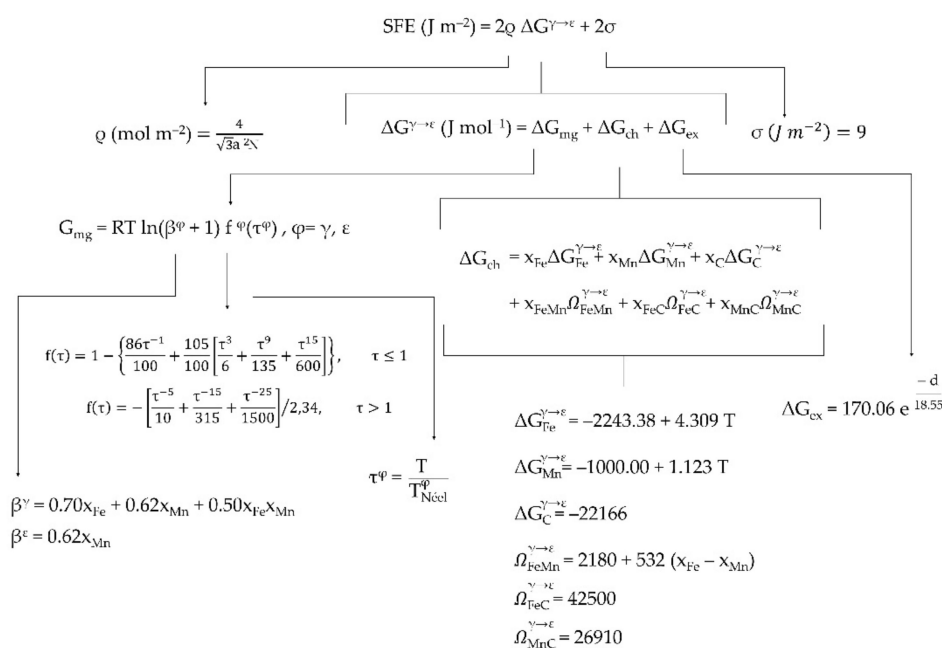 SFE (J m⁻²) = 2ϱ ΔG^γ→ε + 2σ
ϱ (mol m⁻²) = 4 / √3a ²N
ΔG^γ→ε (J mol ¹) = ΔG_mg + ΔG_ch + ΔG_ex
σ (J m⁻²) = 9
G_mg = RT ln(β^φ + 1) f ^φ(τ^φ) , φ= γ, ε
ΔG_ch = x_Fe ΔG_Fe^γ→ε + x_Mn ΔG_Mn^γ→ε + x_C ΔG_C^γ→ε
+ x_FeMn Ω_FeMn^γ→ε + x_FeC Ω_FeC^γ→ε + x_MnC Ω_MnC^γ→ε
f(τ) = 1 − {86τ⁻¹/100 + 105/100 [τ³/6 + τ⁹/135 + τ¹⁵/600]}, τ ≤ 1
f(τ) = − [τ⁻⁵/10 + τ⁻¹⁵/315 + τ⁻²⁵/1500] /2,34, τ > 1
τ^φ = T / T_Néel^φ
β^γ = 0.70x_Fe + 0.62x_Mn + 0.50x_Fe x_Mn
β^ε = 0.62x_Mn
ΔG_ex = 170.06 e^(−d/18.55)
ΔG_Fe^γ→ε = −2243.38 + 4.309 T
ΔG_Mn^γ→ε = −1000.00 + 1.123 T
ΔG_C^γ→ε = −22166
Ω_FeMn^γ→ε = 2180 + 532 (x_Fe – x_Mn)
Ω_FeC^γ→ε = 42500
Ω_MnC^γ→ε = 26910